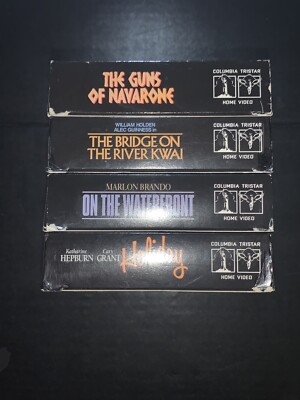 THE GUNS
OF NAVARONE
COLUMBIA TRISTAR
HOME VIDEO
WILLIAM HOLDEN
ALEC GUINNESS in
THE BRIDGE ON
THE RIVER KWAI
COLUMBIA TRISTAR
HOME VIDEO
MARLON BRANDO
ON THE WATERFRONT
COLUMBIA TRISTAR
HOME VIDEO
Katharine Cary
HEPBURN GRANT
Holiday
COLUMBIA TRISTAR
HOME VIDEO